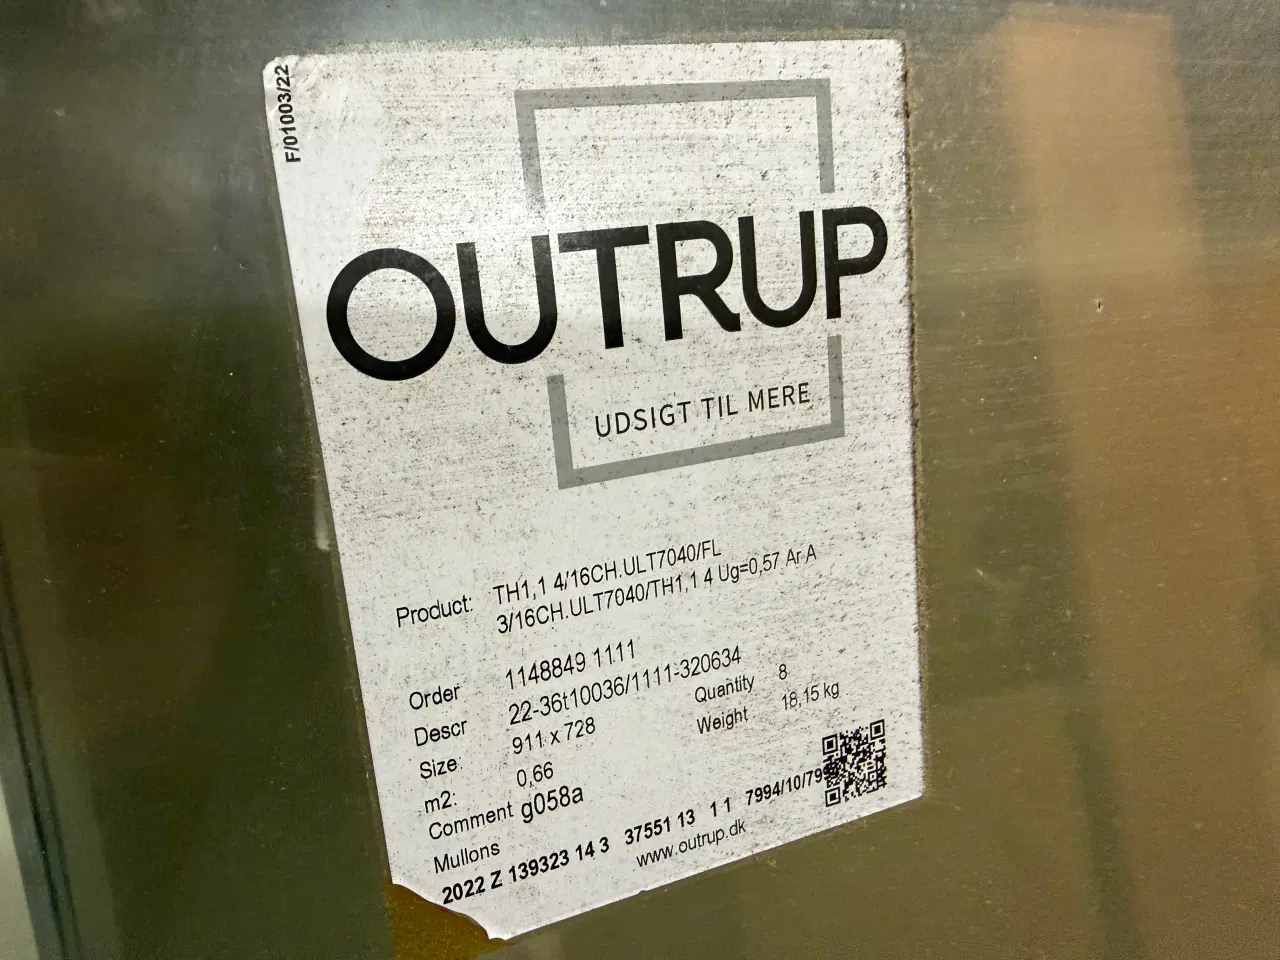 F/01003/22
OUTRUP
UDSIGT TIL MERE
Product: TH1,1 4/16CH.ULT7040/FL
3/16CH.ULT7040/TH1,1 4 Ug=0,57 Ar A
Order 1148849 1111
Descr 22-36t10036/1111-320634
Size: 911 x 728 Quantity 8
m2: 0,66 Weight 18,15 kg
Comment g058a
Mullons
2022 Z 139323 14 3 37551 13 1 1 7994/10/799
www.outrup.dk